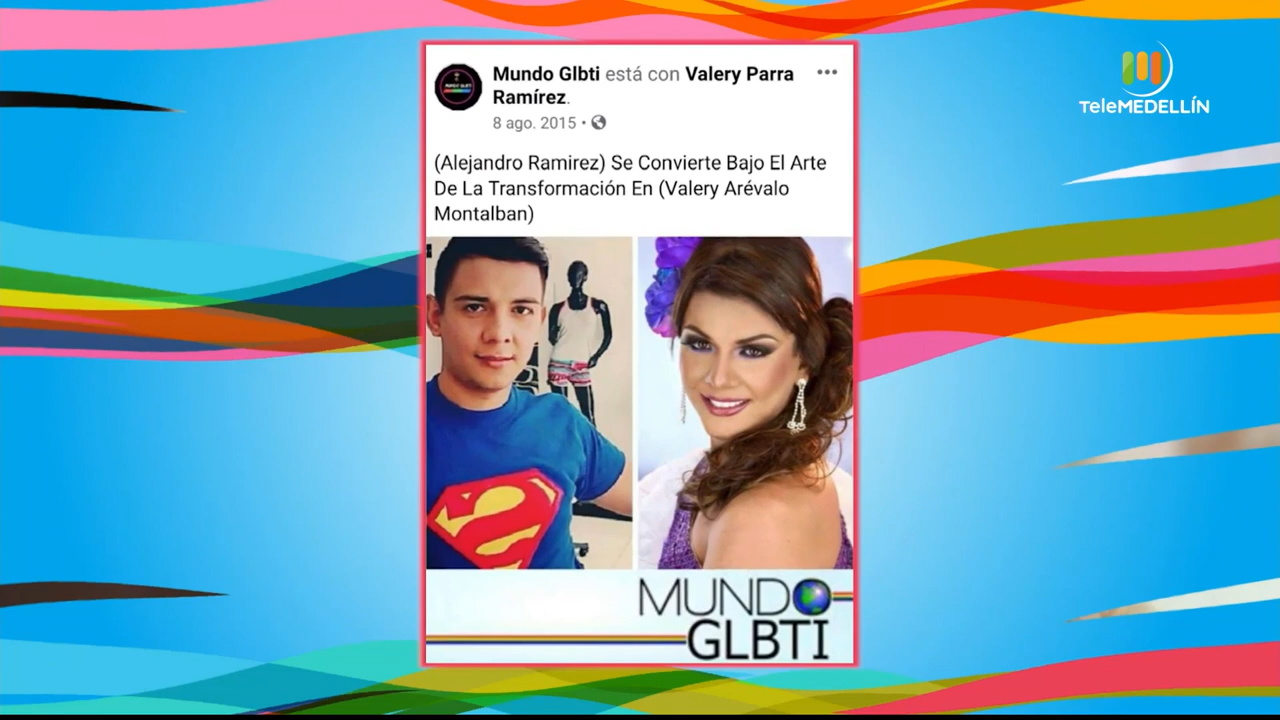 Mundo Glbti está con Valery Parra
Ramírez.
8 ago. 2015 •
(Alejandro Ramirez) Se Convierte Bajo El Arte
De La Transformación En (Valery Arévalo
Montalban)
MUNDO
GLBTI
TeleMEDELLÍN